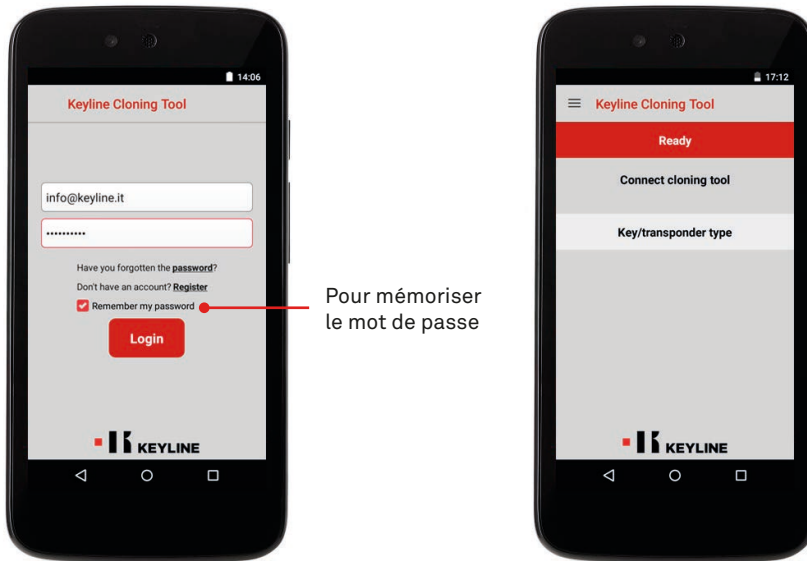 14:06
Keyline Cloning Tool
info@keyline.it
••••••••••
Have you forgotten the password?
Don't have an account? Register
Remember my password
Login
KEYLINE
Pour mémoriser
le mot de passe
17:12
Keyline Cloning Tool
Ready
Connect cloning tool
Key/transponder type
KEYLINE